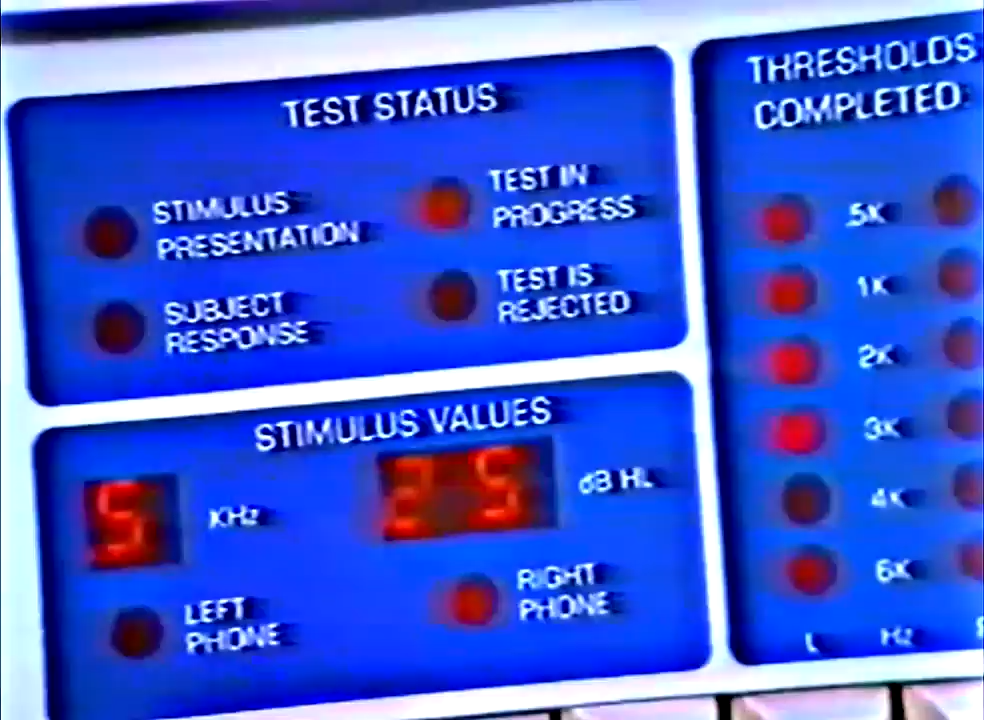 TEST STATUS
STIMULUS
PRESENTATION
TEST IN
PROGRESS
SUBJECT
RESPONSE
TEST IS
REJECTED
STIMULUS VALUES
5 KHz 25 dB HL
LEFT
PHONE
RIGHT
PHONE
THRESHOLDS
COMPLETED
.5K
1K
2K
3K
4K
6K
L Hz